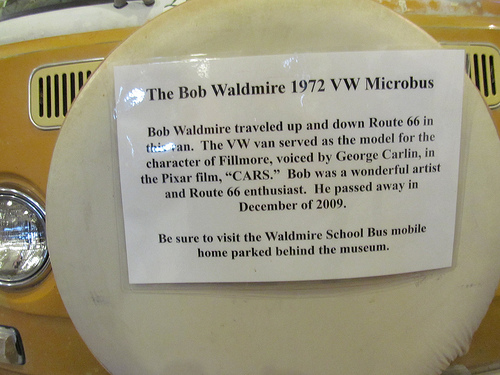 The Bob Waldmire 1972 VW Microbus
Bob Waldmire traveled up and down Route 66 in
this van. The VW van served as the model for the
character of Fillmore, voiced by George Carlin, in
the Pixar film, “CARS.” Bob was a wonderful artist
and Route 66 enthusiast. He passed away in
December of 2009.
Be sure to visit the Waldmire School Bus mobile
home parked behind the museum.